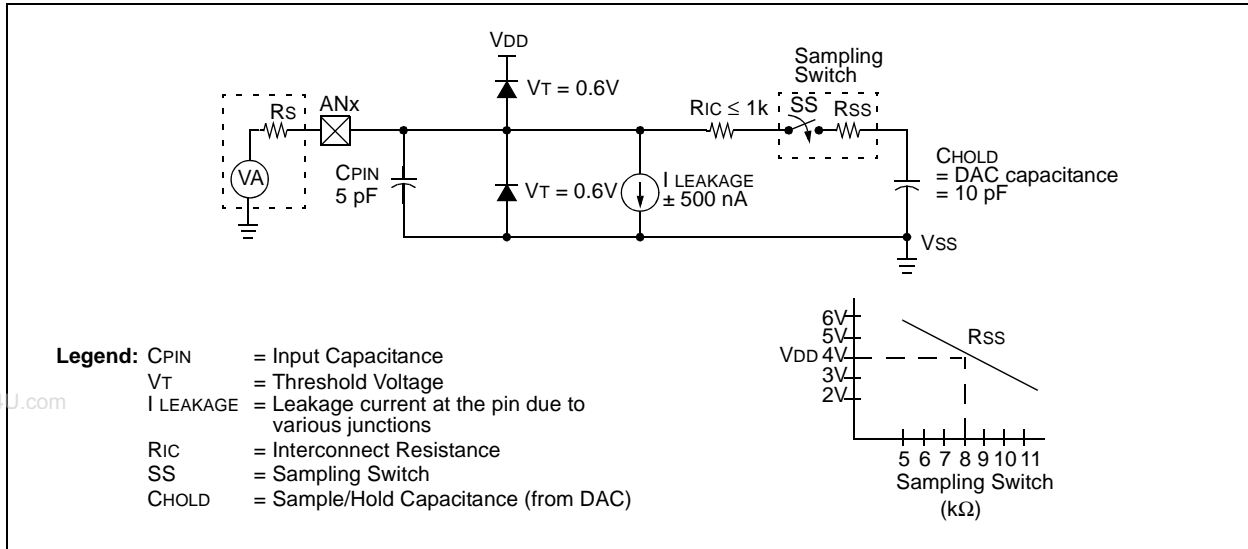 VDD
VT = 0.6V
Sampling
Switch
RS
ANx
RIC ≤ 1k
SS
RSS
VA
CPIN
5 pF
VT = 0.6V
I LEAKAGE
± 500 nA
CHOLD
= DAC capacitance
= 10 pF
VSS
Legend: CPIN = Input Capacitance
VT = Threshold Voltage
I LEAKAGE = Leakage current at the pin due to
various junctions
RIC = Interconnect Resistance
SS = Sampling Switch
CHOLD = Sample/Hold Capacitance (from DAC)
6V
5V
VDD 4V
3V
2V
RSS
5 6 7 8 9 10 11
Sampling Switch
(kΩ)
4U.com